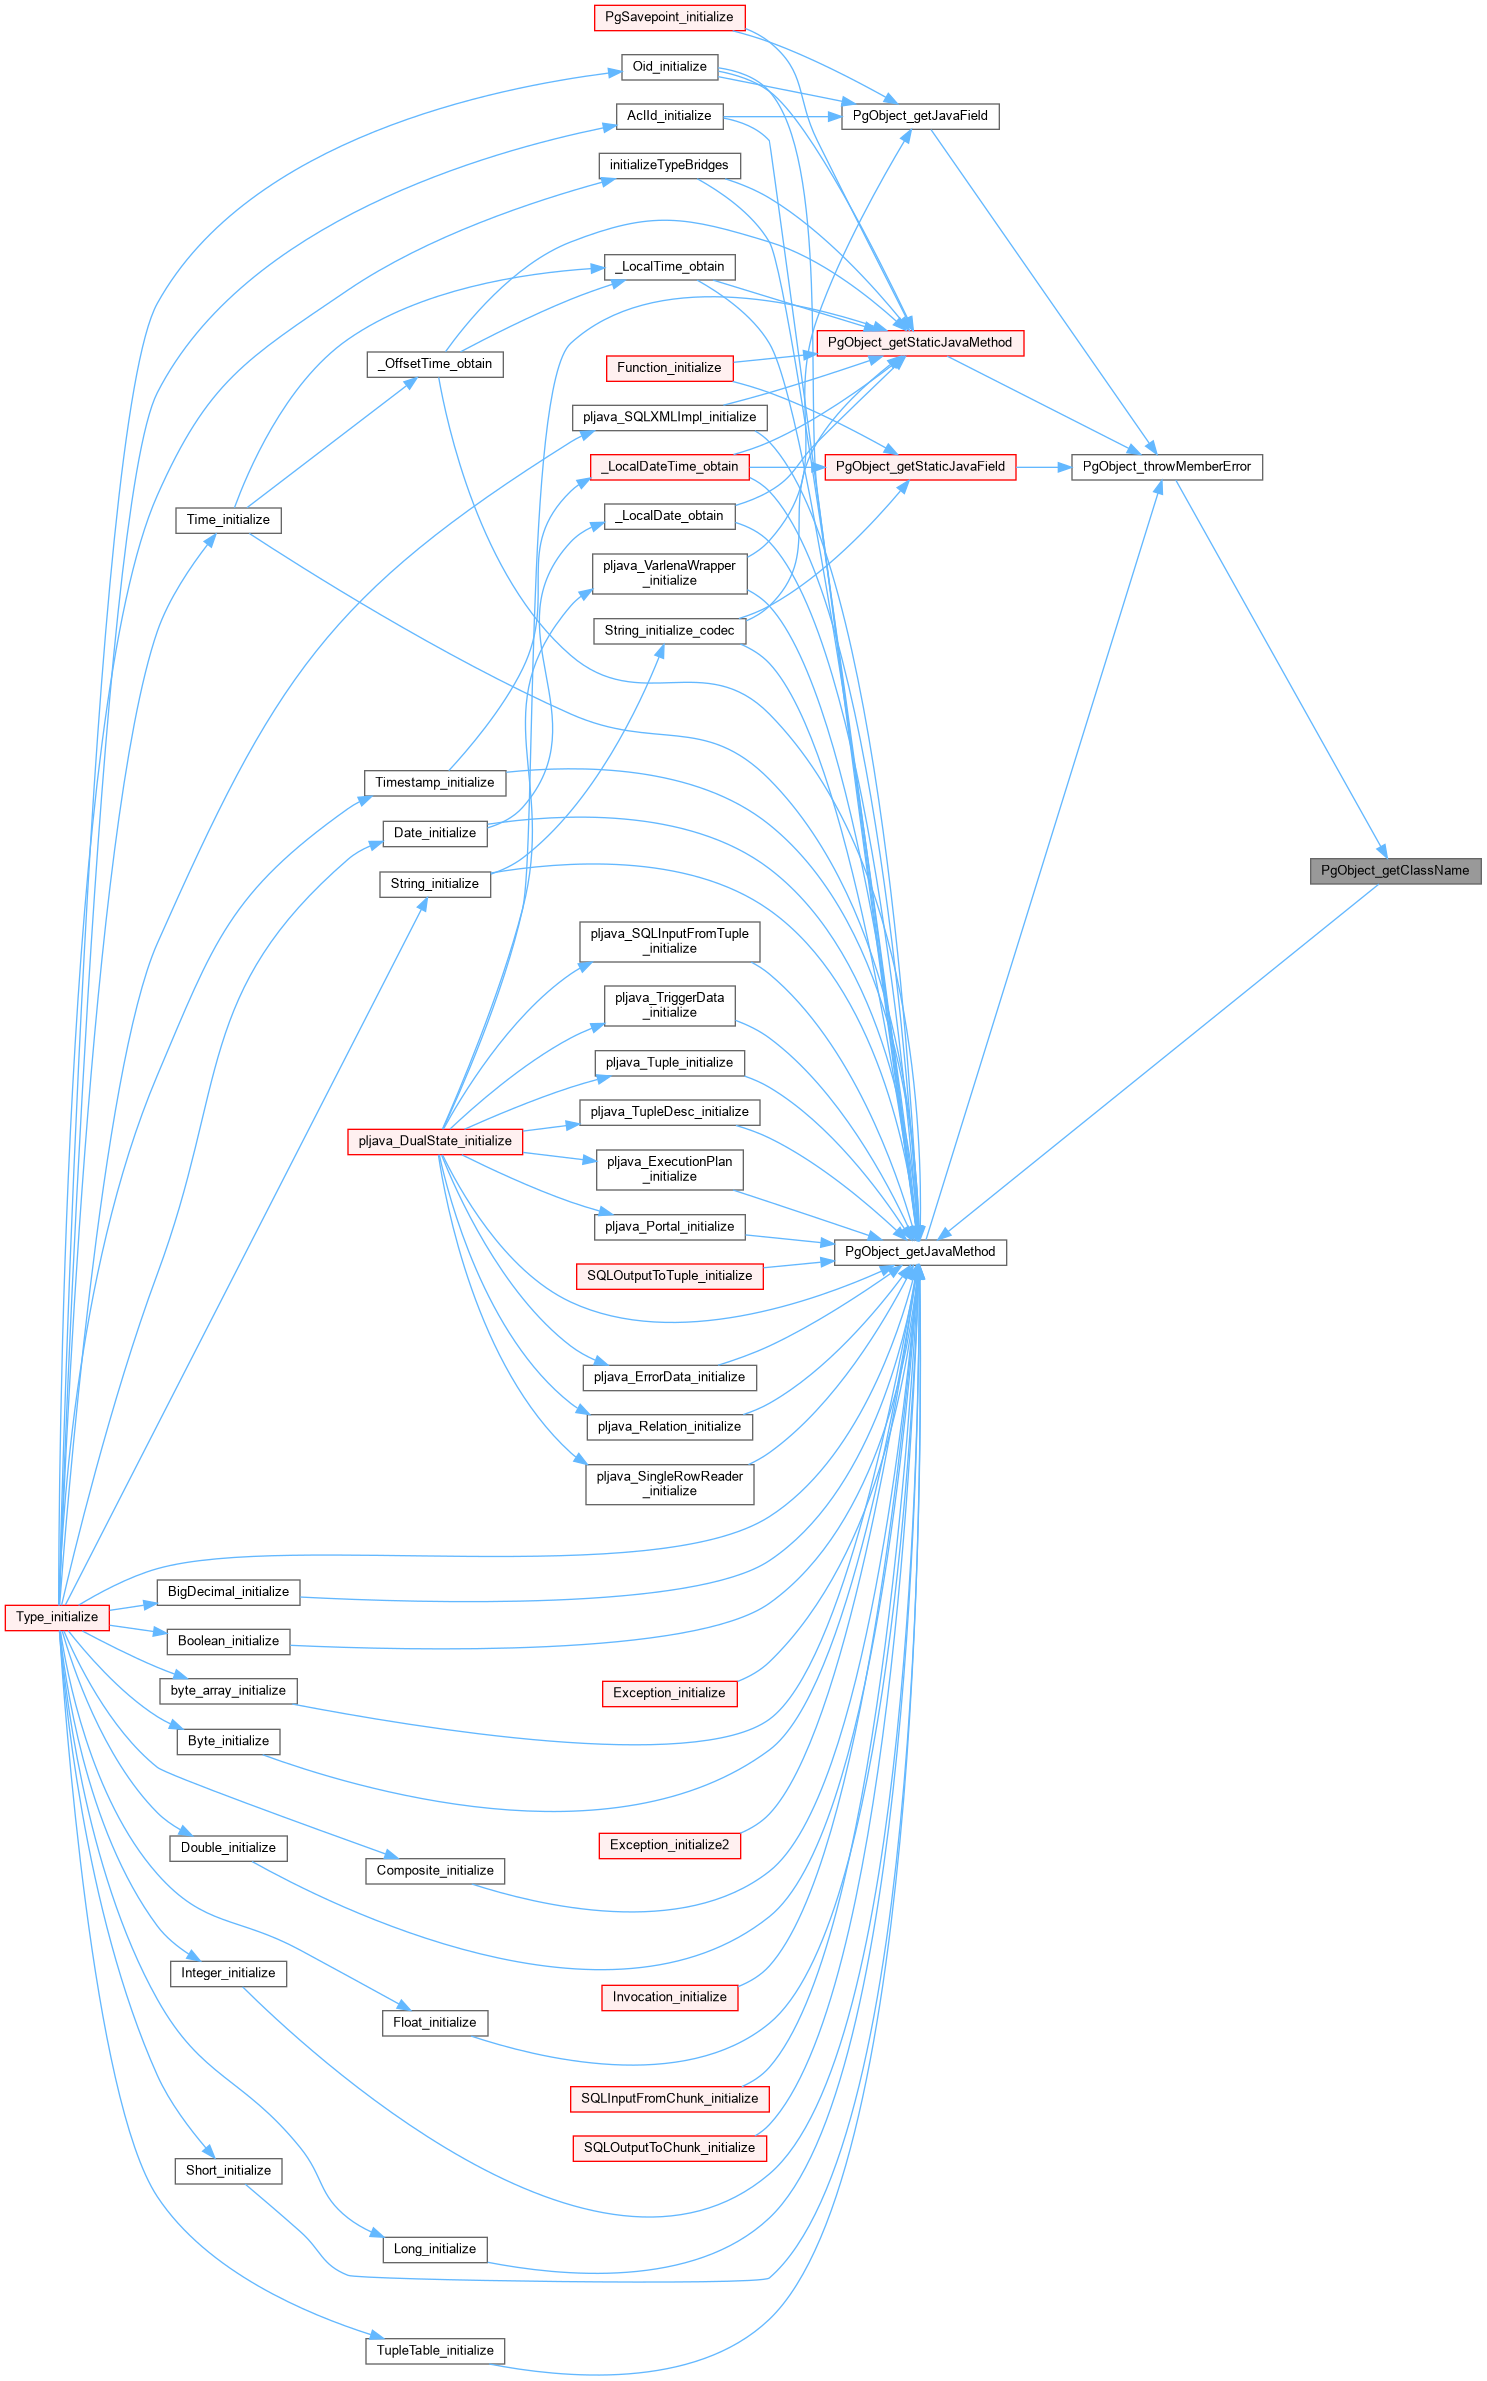 PgSavepoint_initialize
Oid_initialize
AclId_initialize
PgObject_getJavaField
initializeTypeBridges
_LocalTime_obtain
PgObject_getStaticJavaMethod
_OffsetTime_obtain
Function_initialize
pljava_SQLXMLImpl_initialize
_LocalDateTime_obtain
PgObject_getStaticJavaField
PgObject_throwMemberError
Time_initialize
_LocalDate_obtain
pljava_VarlenaWrapper
_initialize
String_initialize_codec
Timestamp_initialize
Date_initialize
PgObject_getClassName
String_initialize
pljava_SQLInputFromTuple
_initialize
pljava_TriggerData
_initialize
pljava_Tuple_initialize
pljava_TupleDesc_initialize
pljava_DualState_initialize
pljava_ExecutionPlan
_initialize
pljava_Portal_initialize
PgObject_getJavaMethod
SQLOutputToTuple_initialize
pljava_ErrorData_initialize
pljava_Relation_initialize
pljava_SingleRowReader
_initialize
BigDecimal_initialize
Type_initialize
Boolean_initialize
byte_array_initialize
Exception_initialize
Byte_initialize
Double_initialize
Exception_initialize2
Composite_initialize
Integer_initialize
Invocation_initialize
Float_initialize
SQLInputFromChunk_initialize
SQLOutputToChunk_initialize
Short_initialize
Long_initialize
TupleTable_initialize